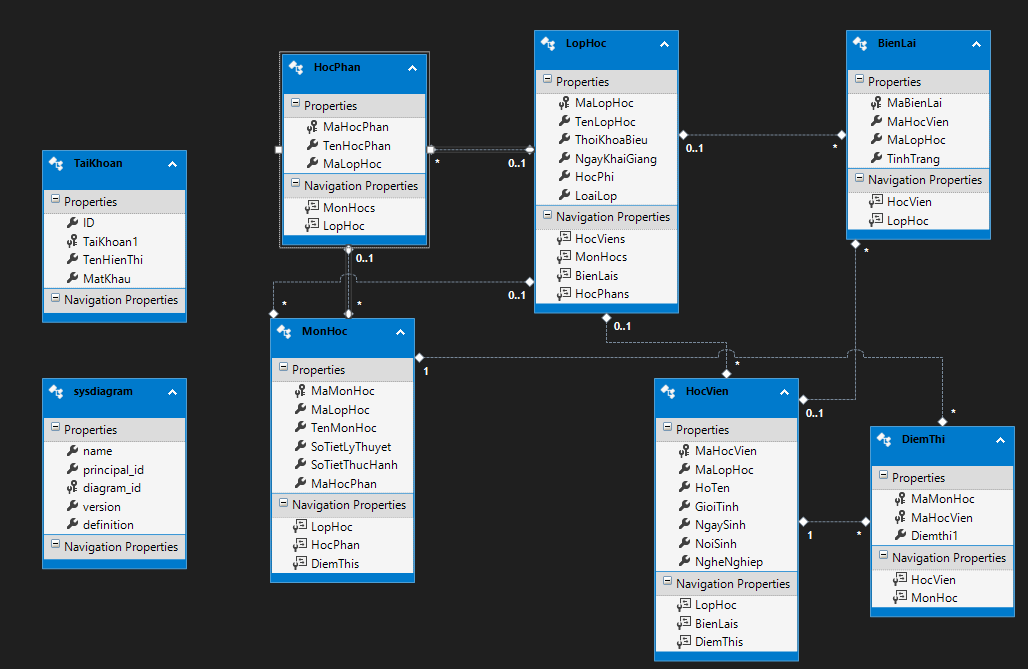 HocPhan
Properties
MaHocPhan
TenHocPhan
MaLopHoc
Navigation Properties
MonHocs
LopHoc
LopHoc
Properties
MaLopHoc
TenLopHoc
ThoiKhoaBieu
NgayKhaiGiang
HocPhi
LoaiLop
Navigation Properties
HocViens
MonHocs
BienLais
HocPhans
BienLai
Properties
MaBienLai
MaHocVien
MaLopHoc
TinhTrang
Navigation Properties
HocVien
LopHoc
TaiKhoan
Properties
ID
TaiKhoan1
TenHienThi
MatKhau
Navigation Properties
* 0..1
0..1 *
0..1
*
* 0..1
0..1
*
*
0..1
1
*
1 *
MonHoc
Properties
MaMonHoc
MaLopHoc
TenMonHoc
SoTietLyThuyet
SoTietThucHanh
MaHocPhan
Navigation Properties
LopHoc
HocPhan
DiemThis
sysdiagram
Properties
name
principal_id
diagram_id
version
definition
Navigation Properties
HocVien
Properties
MaHocVien
MaLopHoc
HoTen
GioiTinh
NgaySinh
NoiSinh
NgheNghiep
Navigation Properties
LopHoc
BienLais
DiemThis
DiemThi
Properties
MaMonHoc
MaHocVien
Diemthi1
Navigation Properties
HocVien
MonHoc